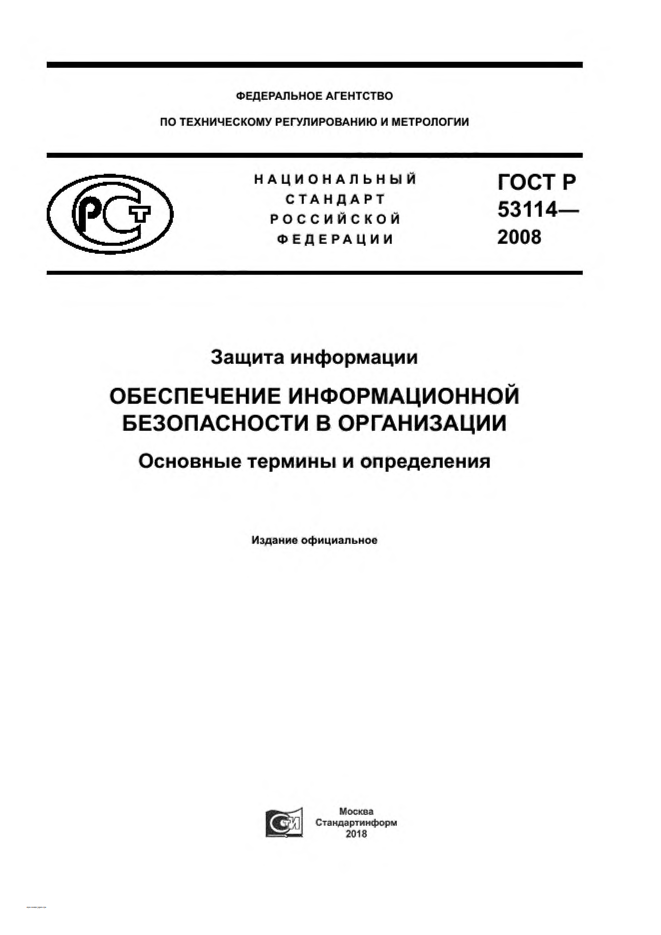 ФЕДЕРАЛЬНОЕ АГЕНТСТВО
ПО ТЕХНИЧЕСКОМУ РЕГУЛИРОВАНИЮ И МЕТРОЛОГИИ
РСТ
НАЦИОНАЛЬНЫЙ
СТАНДАРТ
РОССИЙСКОЙ
ФЕДЕРАЦИИ
ГОСТ Р
53114—
2008
Защита информации
ОБЕСПЕЧЕНИЕ ИНФОРМАЦИОННОЙ
БЕЗОПАСНОСТИ В ОРГАНИЗАЦИИ
Основные термины и определения
Издание официальное
Москва
Стандартинформ
2018